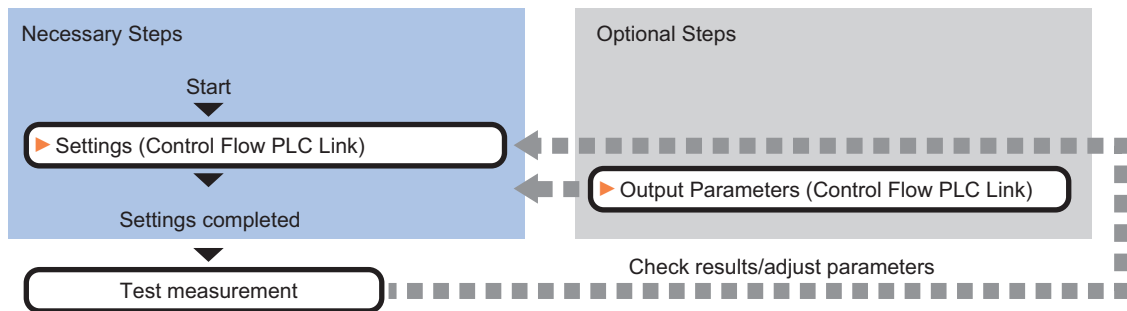 Necessary Steps
Optional Steps
Start
Settings (Control Flow PLC Link)
Output Parameters (Control Flow PLC Link)
Settings completed
Check results/adjust parameters
Test measurement